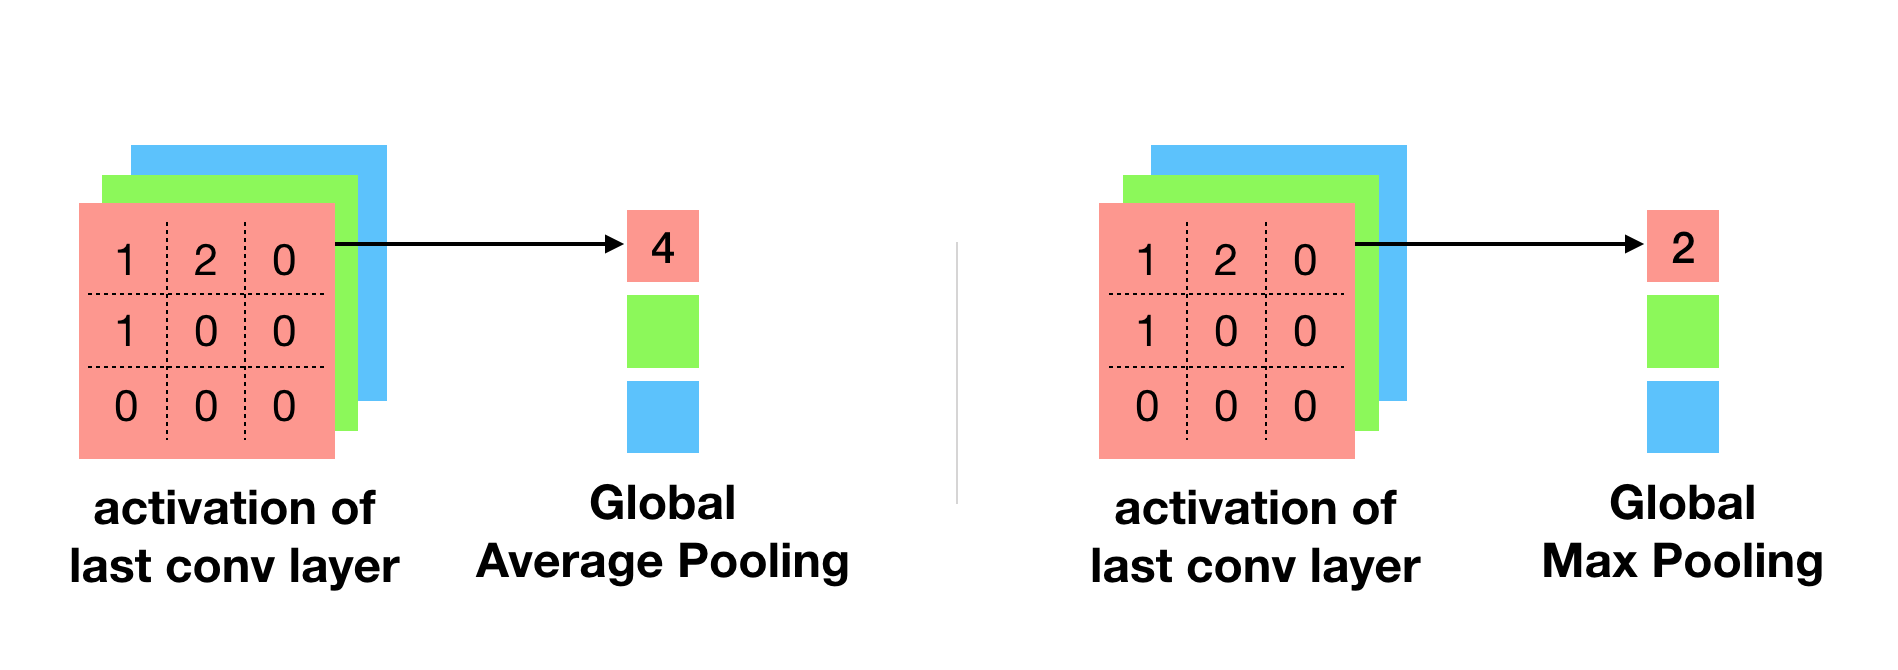 1 2 0
1 0 0
0 0 0
4
activation of
last conv layer
Global
Average Pooling
1 2 0
1 0 0
0 0 0
2
activation of
last conv layer
Global
Max Pooling